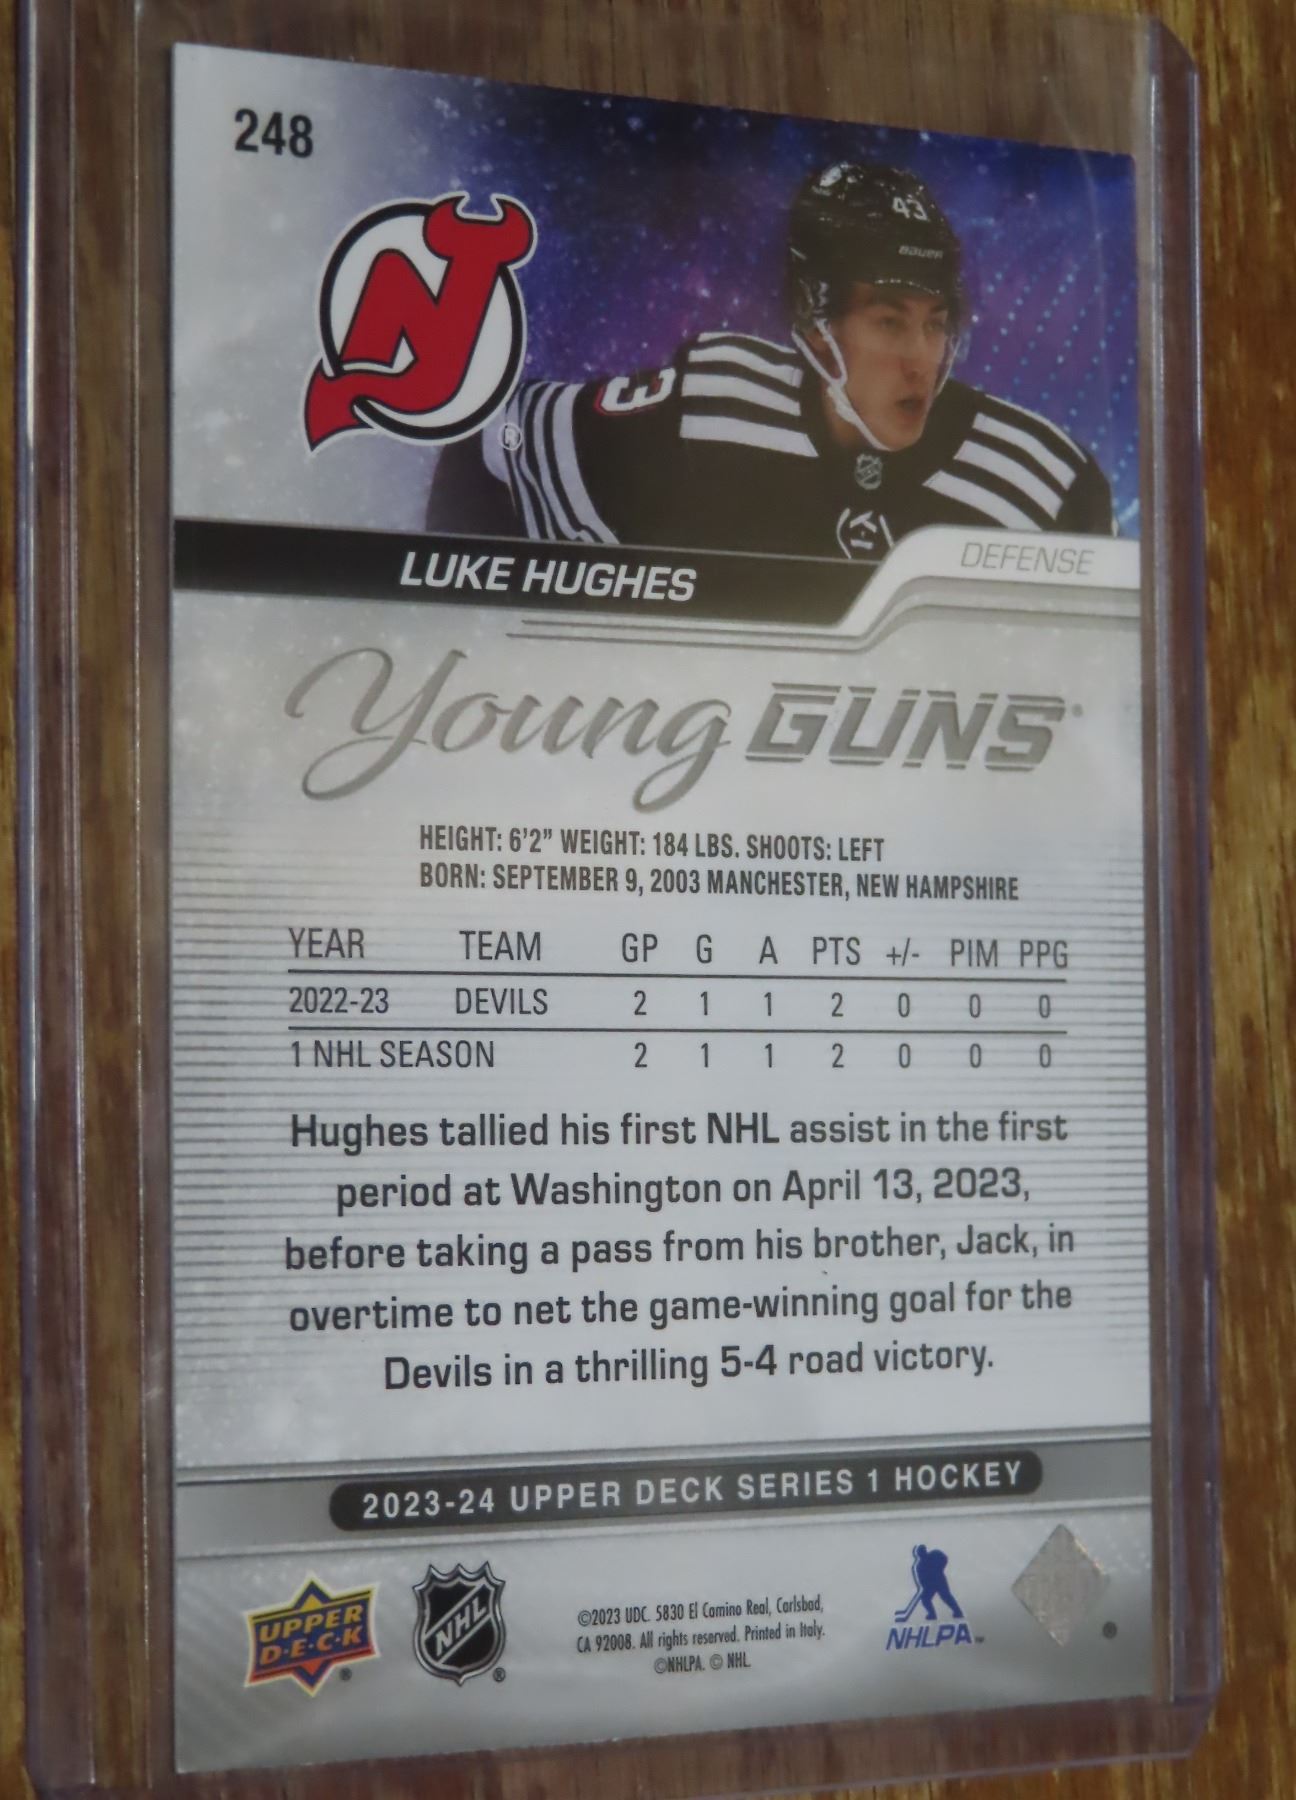 248
43
BAUER
43
®
LUKE HUGHES
DEFENSE
Young GUNS
HEIGHT: 6'2" WEIGHT: 184 LBS. SHOOTS: LEFT
BORN: SEPTEMBER 9, 2003 MANCHESTER, NEW HAMPSHIRE
YEAR TEAM GP G A PTS +/- PIM PPG
2022-23 DEVILS 2 1 1 2 0 0 0
1 NHL SEASON 2 1 1 2 0 0 0
Hughes tallied his first NHL assist in the first
period at Washington on April 13, 2023,
before taking a pass from his brother, Jack, in
overtime to net the game-winning goal for the
Devils in a thrilling 5-4 road victory.
2023-24 UPPER DECK SERIES 1 HOCKEY
UPPER
D·E·C·K
®
NHL
®
©2023 UDC. 5830 El Camino Real, Carlsbad,
CA 92008. All rights reserved. Printed in Italy.
©NHLPA. © NHL
NHLPA™
®